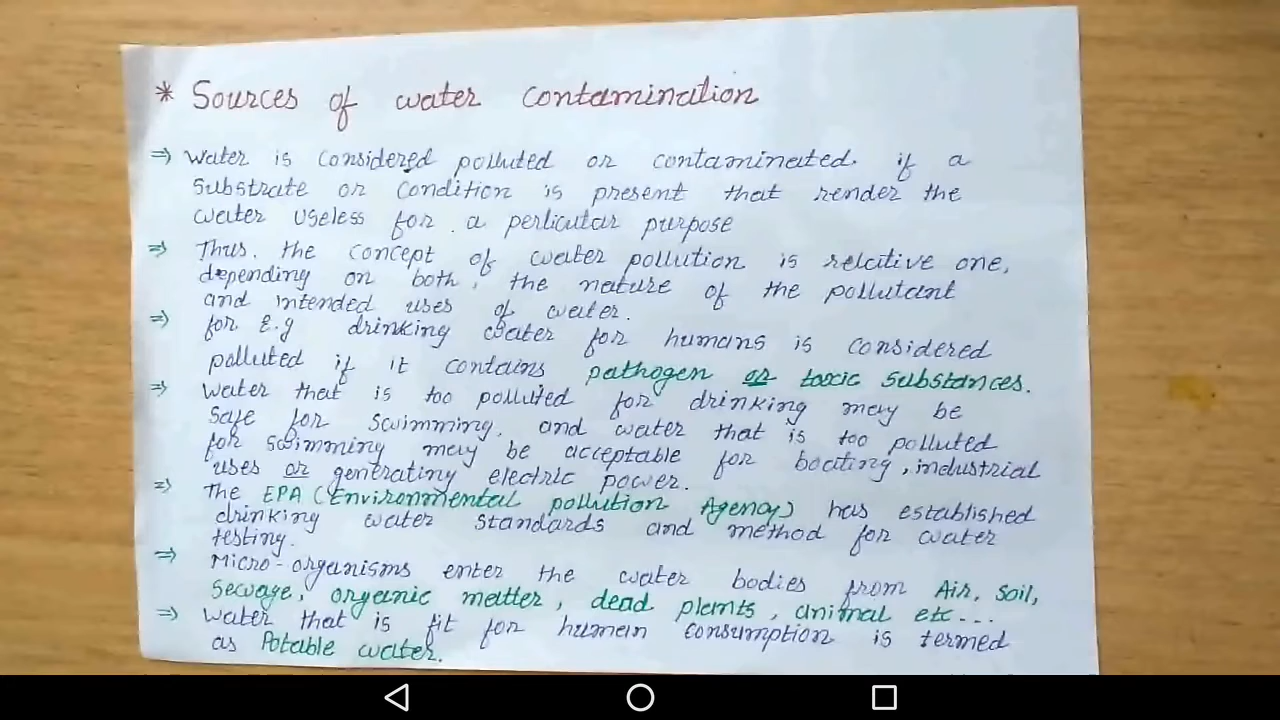 * Sources of water contamination
⇒ Water is considered polluted or contaminated. if a
substrate or condition is present that render the
water useless for a perticular purpose
⇒ Thus. the concept of water pollution is relative one,
depending on both, the nature of the pollutant
and intended uses of water.
⇒ for E.g drinking water for humans is considered
polluted if it contains pathogen or toxic substances.
⇒ Water that is too polluted for drinking may be
safe for swimming, and water that is too polluted
for swimming may be acceptable for boating, industrial
uses or generating electric power.
⇒ The EPA (Environmental pollution Agency) has established
drinking water standards and method for water
testing.
⇒ Micro-organisms enter the water bodies from Air, soil,
Sewage, organic matter, dead plants, animal etc...
⇒ Water that is fit for human consumption is termed
as Potable water.